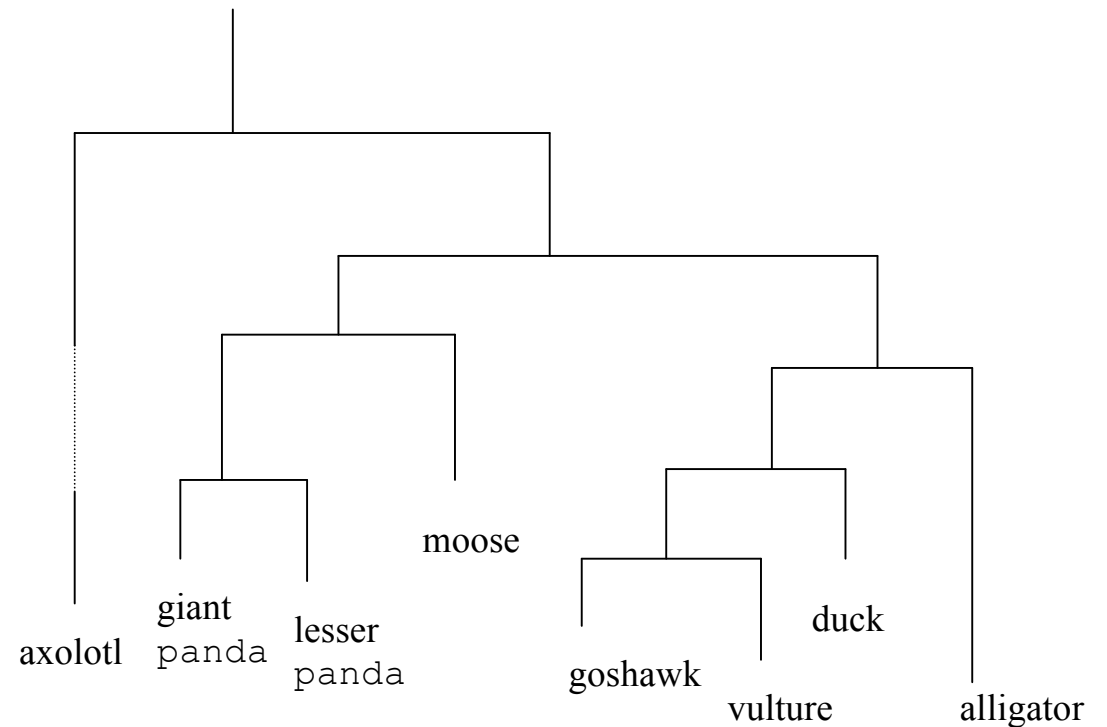 axolotl
giant
panda
lesser
panda
moose
goshawk
vulture
duck
alligator